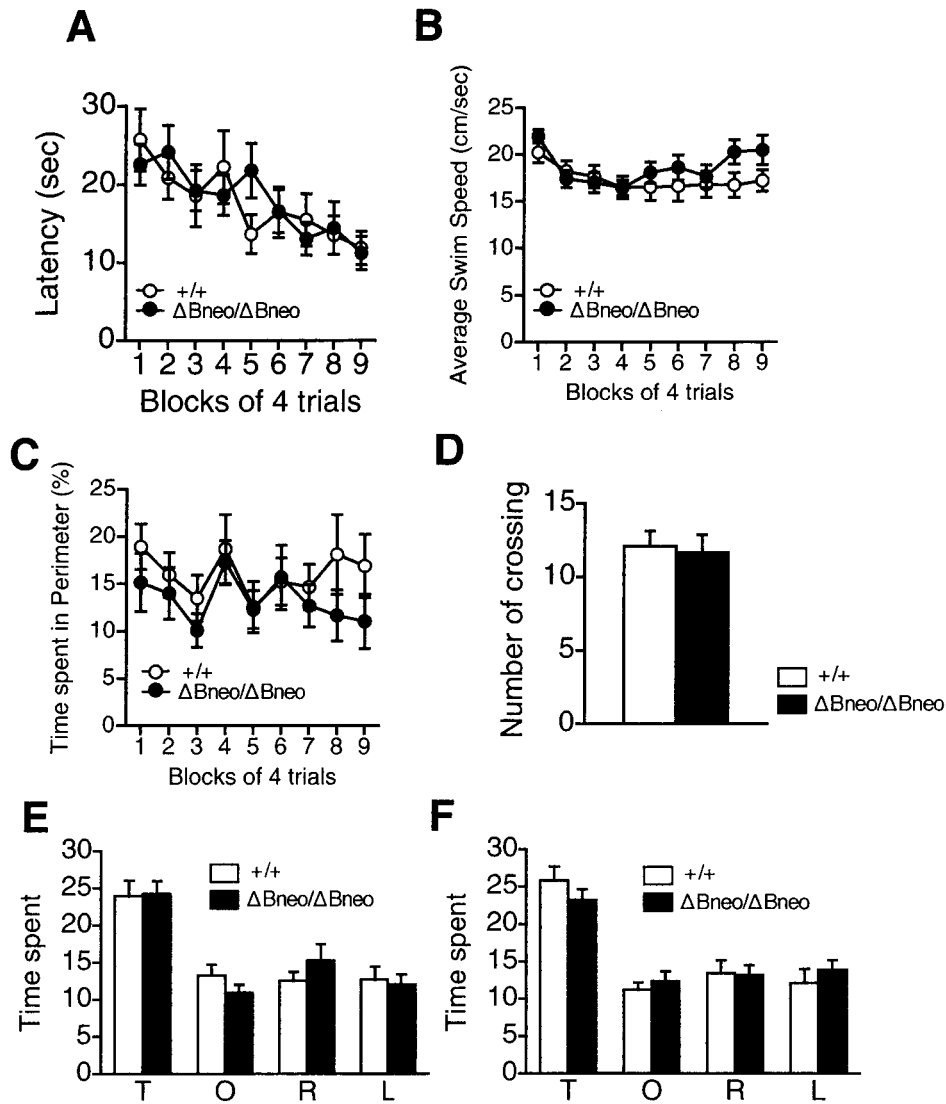 A
Latency (sec)
30
20
10
0
+/+
ΔBneo/ΔBneo
1 2 3 4 5 6 7 8 9
Blocks of 4 trials
B
Average Swim Speed (cm/sec)
25
20
15
10
5
0
+/+
ΔBneo/ΔBneo
1 2 3 4 5 6 7 8 9
Blocks of 4 trials
C
Time spent in Perimeter (%)
25
20
15
10
5
0
+/+
ΔBneo/ΔBneo
1 2 3 4 5 6 7 8 9
Blocks of 4 trials
D
Number of crossing
15
10
5
0
+/+
ΔBneo/ΔBneo
E
Time spent
30
25
20
15
10
5
0
+/+
ΔBneo/ΔBneo
T O R L
F
Time spent
30
25
20
15
10
5
0
+/+
ΔBneo/ΔBneo
T O R L